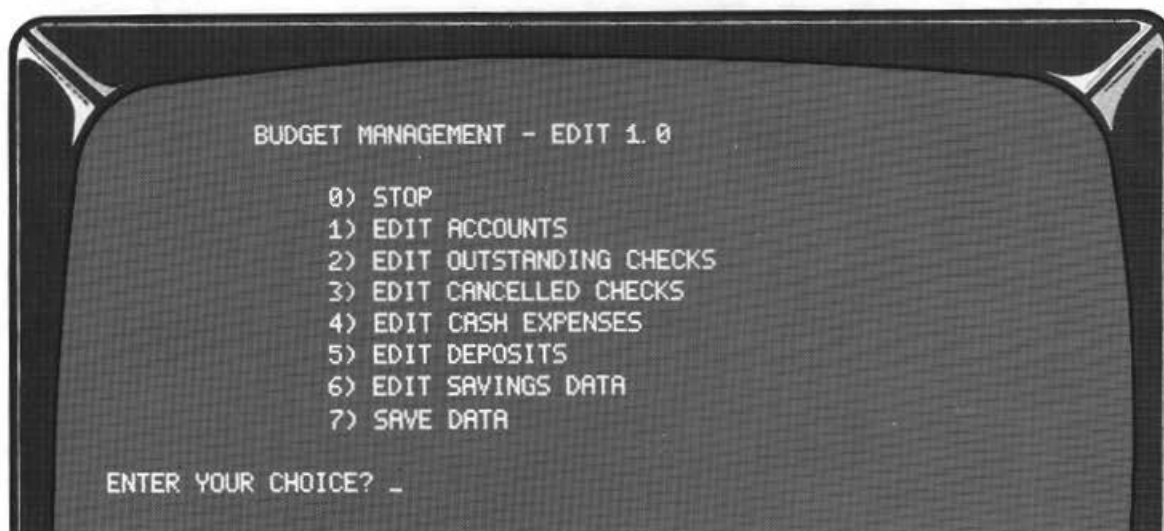 BUDGET MANAGEMENT - EDIT 1.0
0) STOP
1) EDIT ACCOUNTS
2) EDIT OUTSTANDING CHECKS
3) EDIT CANCELLED CHECKS
4) EDIT CASH EXPENSES
5) EDIT DEPOSITS
6) EDIT SAVINGS DATA
7) SAVE DATA
ENTER YOUR CHOICE? _